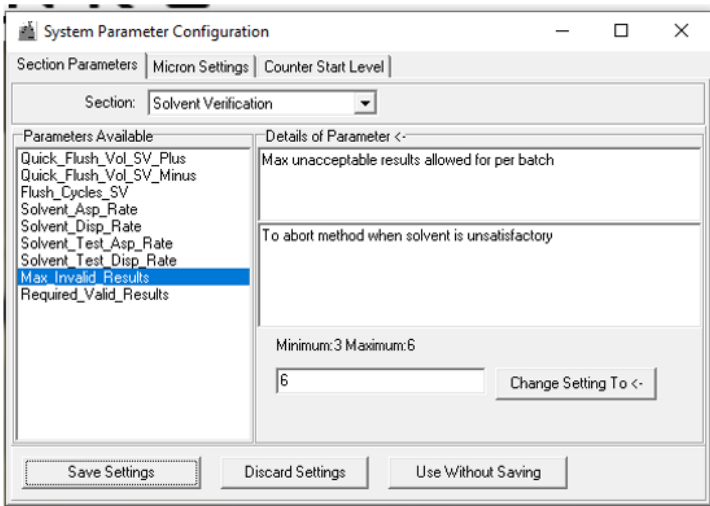 System Parameter Configuration
Section Parameters
Micron Settings
Counter Start Level
Section:
Solvent Verification
Parameters Available
Quick_Flush_Vol_SV_Plus
Quick_Flush_Vol_SV_Minus
Flush_Cycles_SV
Solvent_Asp_Rate
Solvent_Disp_Rate
Solvent_Test_Asp_Rate
Solvent_Test_Disp_Rate
Max_Invalid_Results
Required_Valid_Results
Details of Parameter <-
Max unacceptable results allowed for per batch
To abort method when solvent is unsatisfactory
Minimum:3 Maximum:6
6
Change Setting To <-
Save Settings
Discard Settings
Use Without Saving